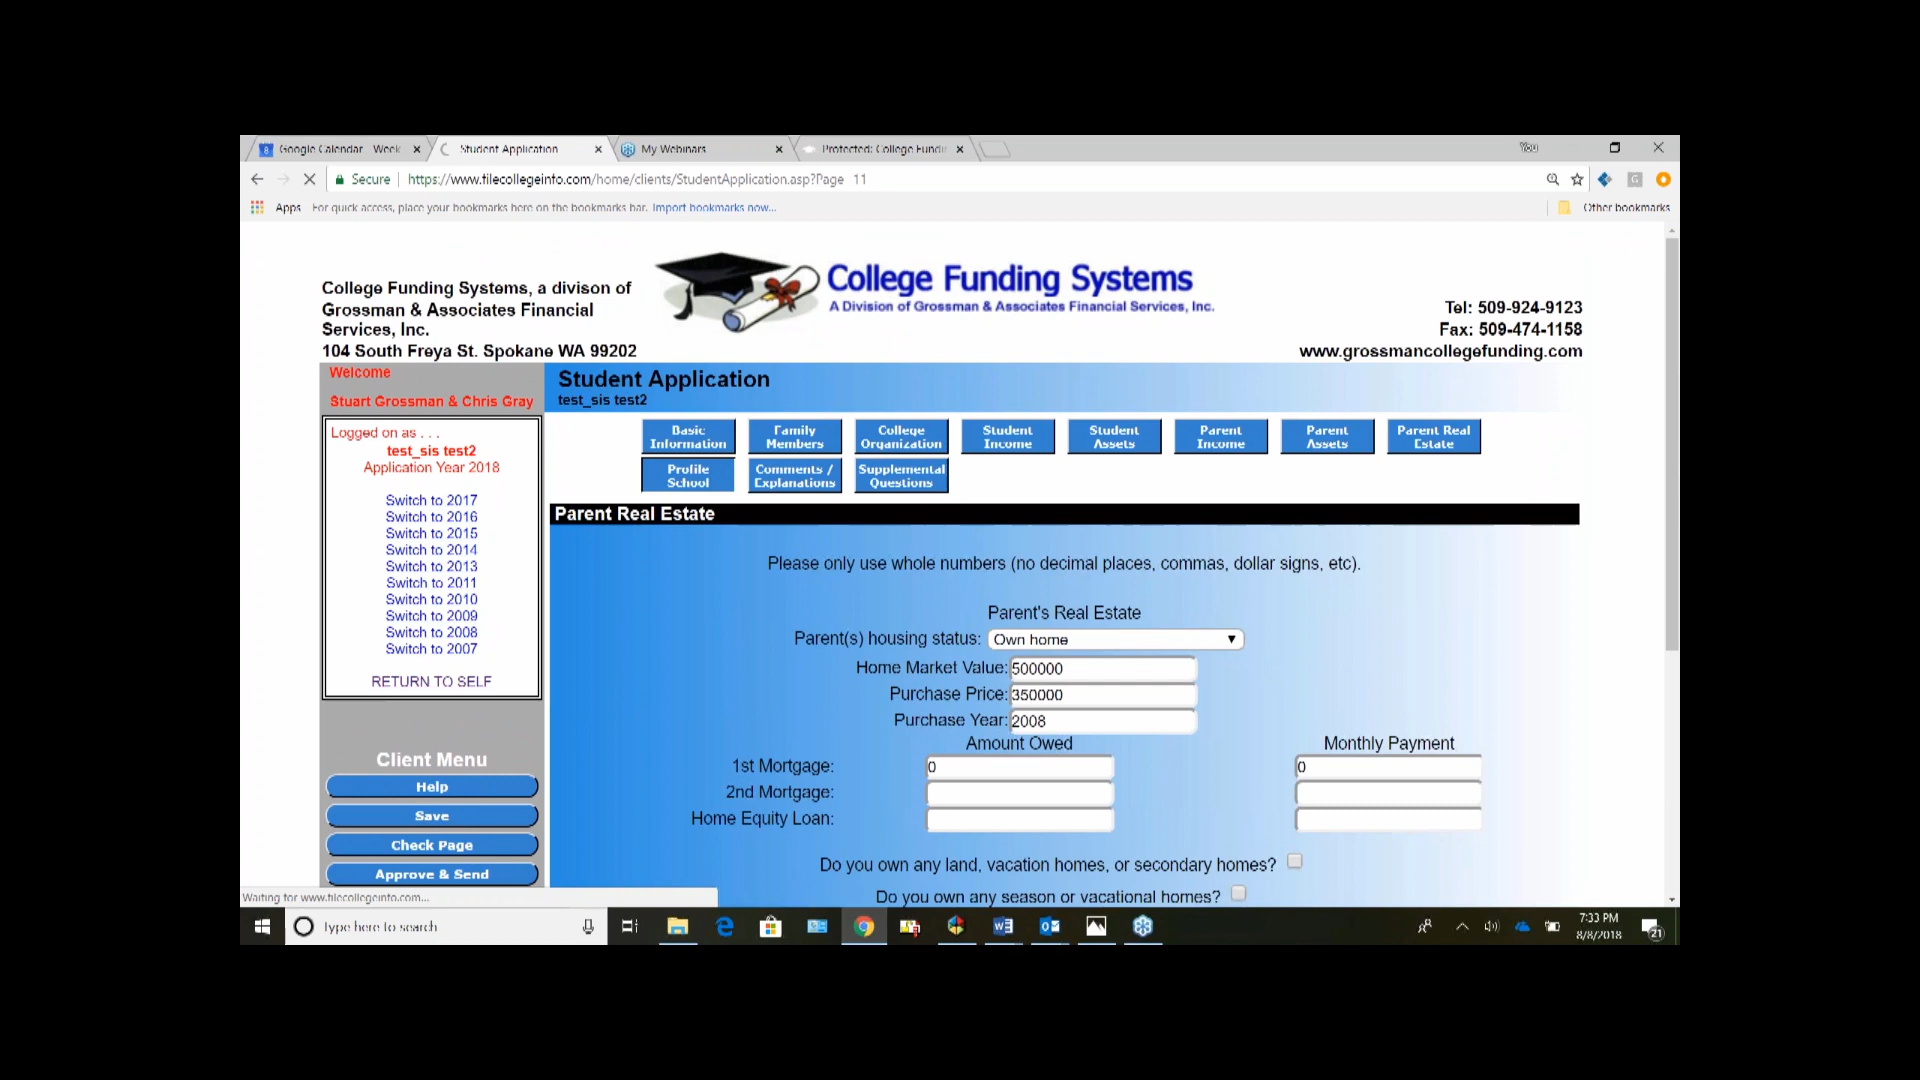 Google Calendar Week
Student Application
My Webinars
Protected: College Fundi
You
Secure
https://www.filecollegeinfo.com/home/clients/StudentApplication.asp?Page 11
Apps
For quick access, place your bookmarks here on the bookmarks bar. Import bookmarks now...
Other bookmarks
College Funding Systems, a divison of
Grossman & Associates Financial
Services, Inc.
104 South Freya St. Spokane WA 99202
College Funding Systems
A Division of Grossman & Associates Financial Services, Inc.
Tel: 509-924-9123
Fax: 509-474-1158
www.grossmancollegefunding.com
Welcome
Stuart Grossman & Chris Gray
Logged on as . . .
test_sis test2
Application Year 2018
Switch to 2017
Switch to 2016
Switch to 2015
Switch to 2014
Switch to 2013
Switch to 2011
Switch to 2010
Switch to 2009
Switch to 2008
Switch to 2007
RETURN TO SELF
Client Menu
Help
Save
Check Page
Approve & Send
Student Application
test_sis test2
Basic
Information
Family
Members
College
Organization
Student
Income
Student
Assets
Parent
Income
Parent
Assets
Parent Real
Estate
Profile
School
Comments /
Explanations
Supplemental
Questions
Parent Real Estate
Please only use whole numbers (no decimal places, commas, dollar signs, etc).
Parent's Real Estate
Parent(s) housing status: Own home
Home Market Value: 500000
Purchase Price: 350000
Purchase Year: 2008
Amount Owed Monthly Payment
1st Mortgage: 0 0
2nd Mortgage:
Home Equity Loan:
Do you own any land, vacation homes, or secondary homes?
Do you own any season or vacational homes?
Waiting for www.filecollegeinfo.com...
Type here to search
7:33 PM
8/8/2018
21